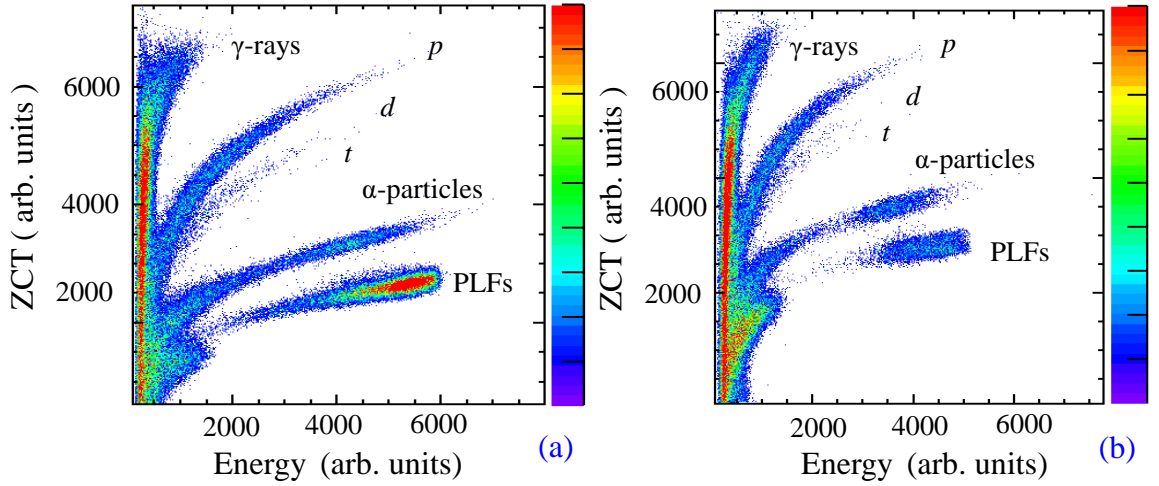 γ-rays
p
d
t
α-particles
PLFs
6000
4000
2000
ZCT ( arb. units)
2000
4000
6000
Energy (arb. units)
(a)
γ-rays
p
d
t
α-particles
PLFs
6000
4000
2000
ZCT ( arb. units)
2000
4000
6000
Energy (arb. units)
(b)